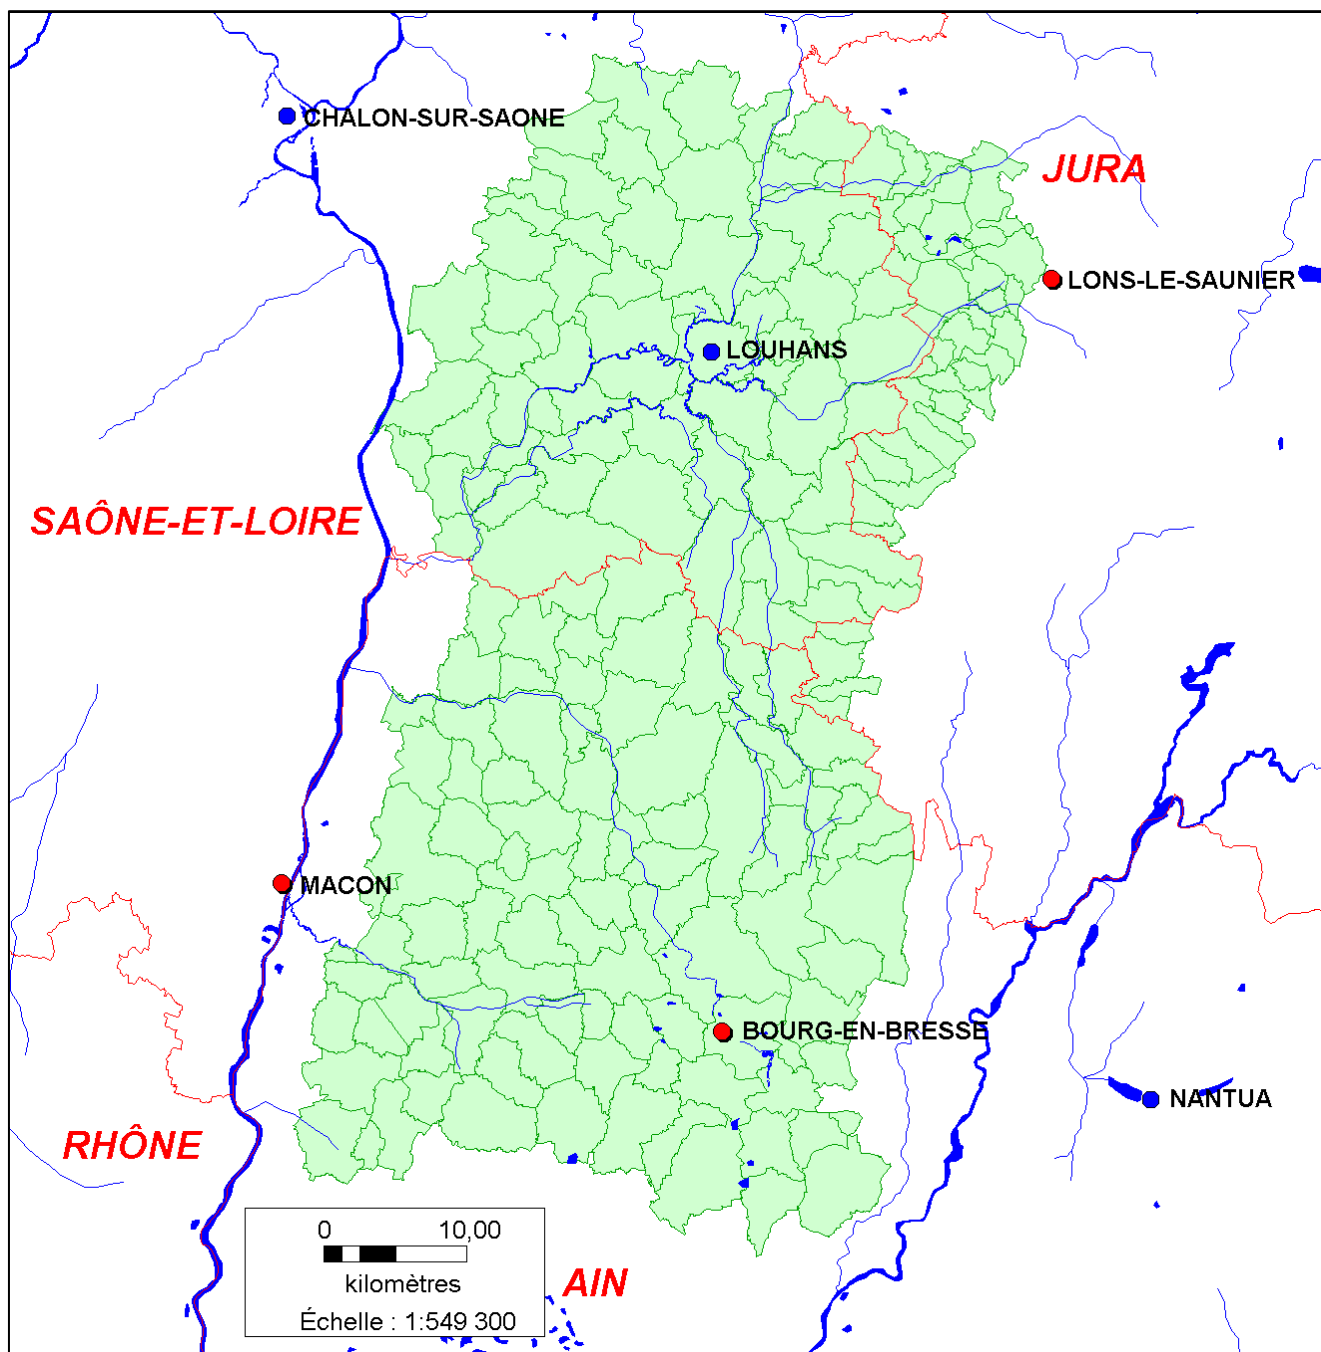 CHALON-SUR-SAONE
JURA
LONS-LE-SAUNIER
LOUHANS
SAÔNE-ET-LOIRE
MACON
BOURG-EN-BRESSE
NANTUA
RHÔNE
0 10,00
kilomètres
Échelle : 1:549 300
AIN